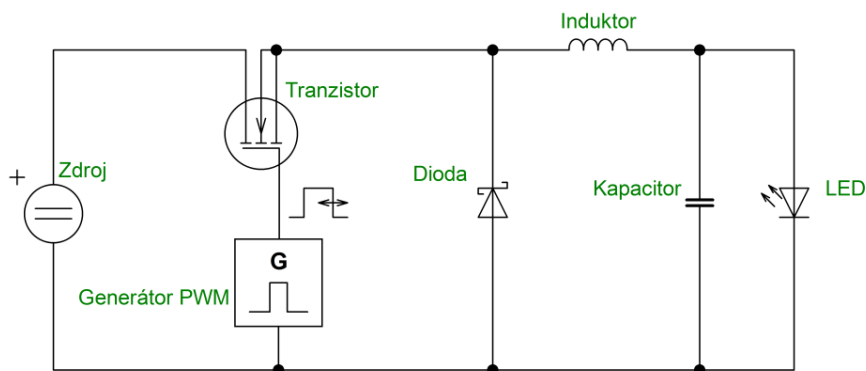 Induktor
Tranzistor
Zdroj
+
Dioda
Kapacitor
LED
G
Generátor PWM